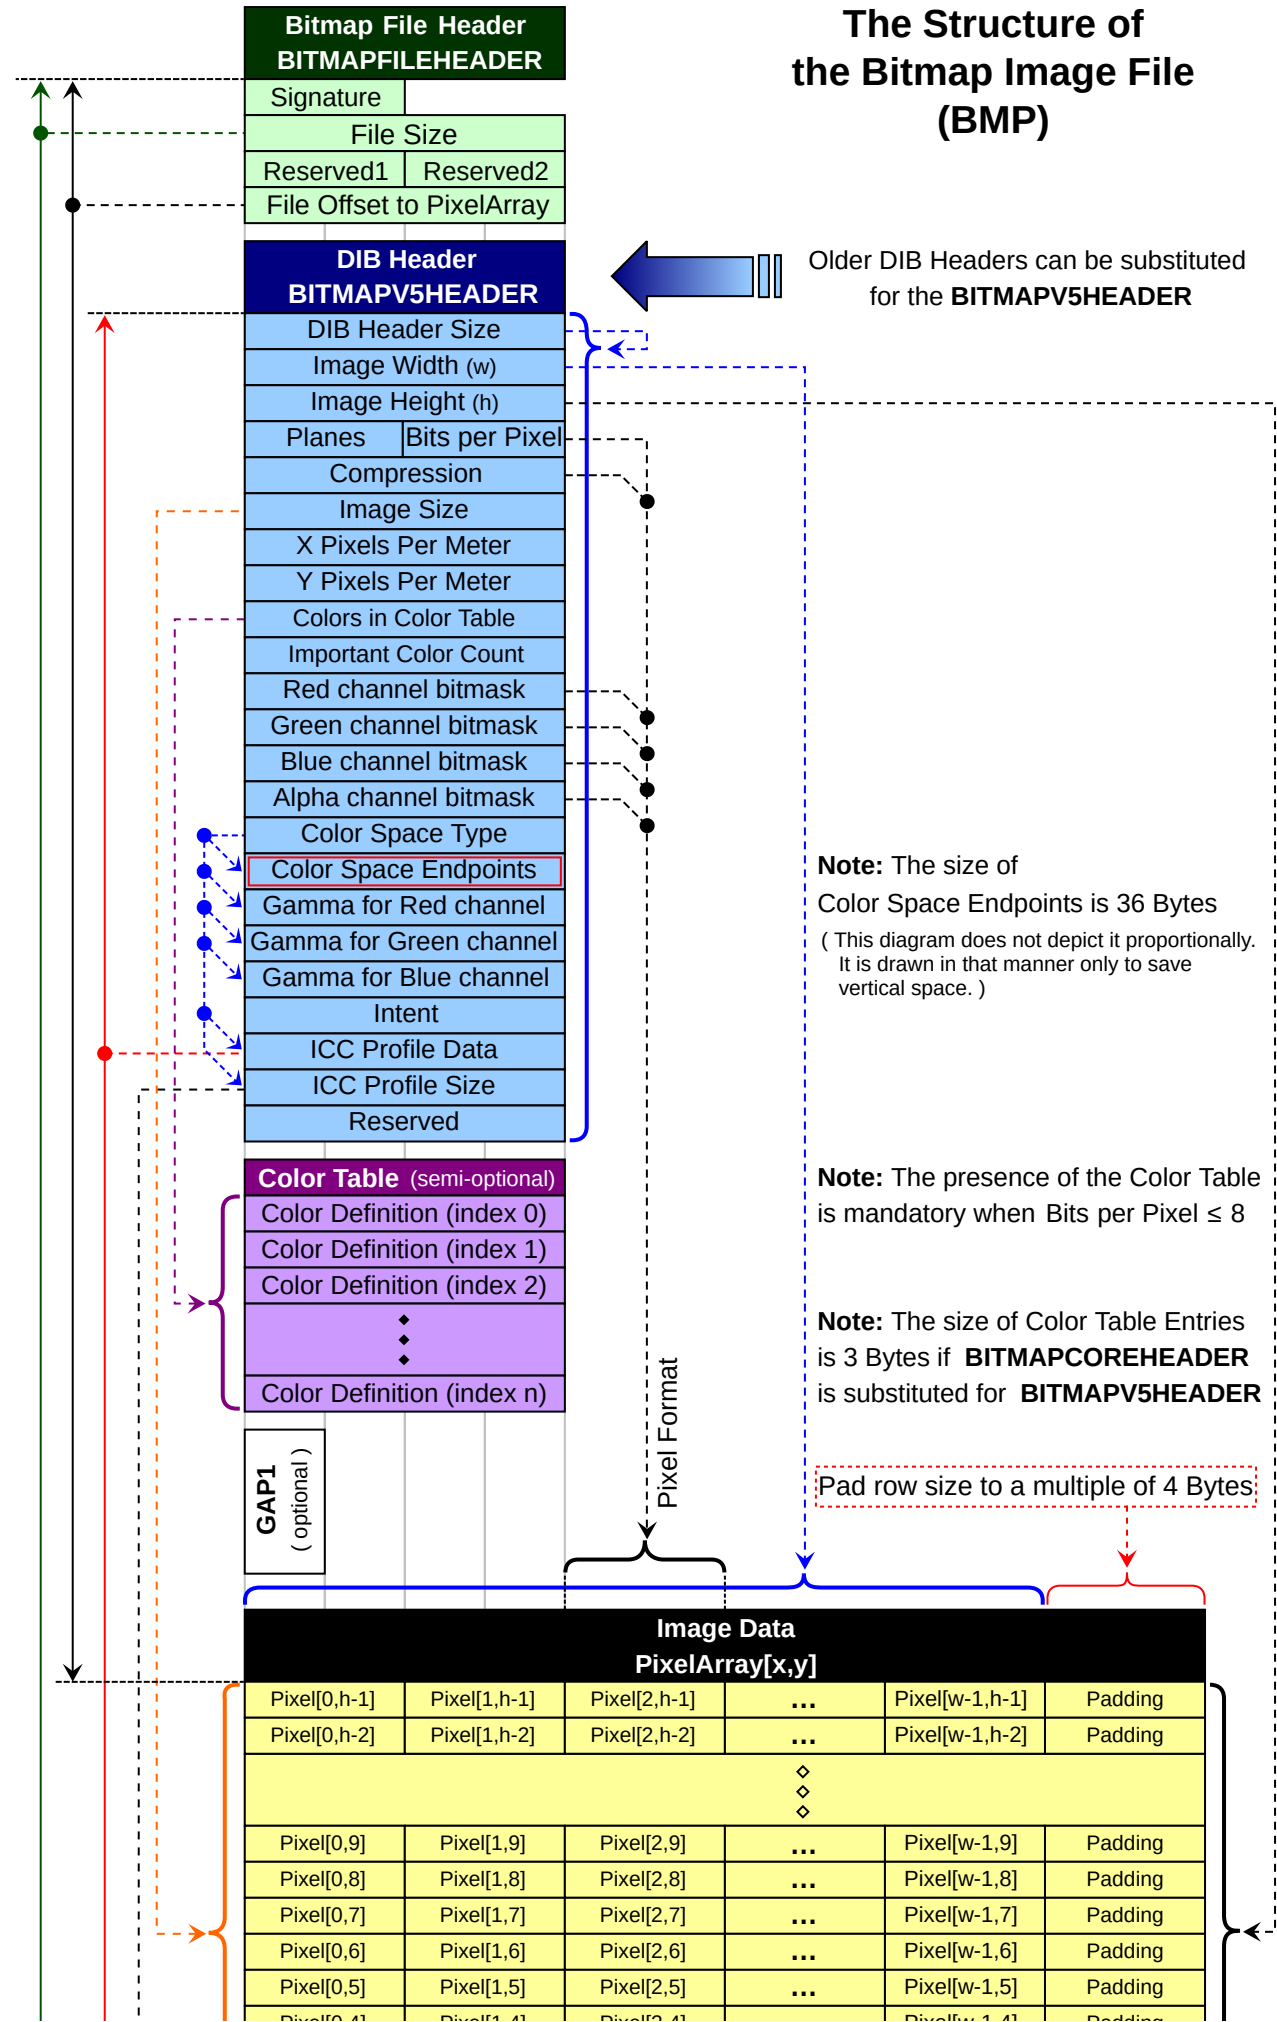 The Structure of
the Bitmap Image File
(BMP)
Bitmap File Header
BITMAPFILEHEADER
Signature
File Size
Reserved1 Reserved2
File Offset to PixelArray
DIB Header
BITMAPV5HEADER
Older DIB Headers can be substituted
for the BITMAPV5HEADER
DIB Header Size
Image Width (w)
Image Height (h)
Planes Bits per Pixel
Compression
Image Size
X Pixels Per Meter
Y Pixels Per Meter
Colors in Color Table
Important Color Count
Red channel bitmask
Green channel bitmask
Blue channel bitmask
Alpha channel bitmask
Color Space Type
Color Space Endpoints
Gamma for Red channel
Gamma for Green channel
Gamma for Blue channel
Intent
ICC Profile Data
ICC Profile Size
Reserved
Note: The size of
Color Space Endpoints is 36 Bytes
( This diagram does not depict it proportionally.
It is drawn in that manner only to save
vertical space. )
Color Table (semi-optional)
Color Definition (index 0)
Color Definition (index 1)
Color Definition (index 2)
Color Definition (index n)
Note: The presence of the Color Table
is mandatory when Bits per Pixel ≤ 8
Note: The size of Color Table Entries
is 3 Bytes if BITMAPCOREHEADER
is substituted for BITMAPV5HEADER
GAP1
( optional )
Pixel Format
Pad row size to a multiple of 4 Bytes
Image Data
PixelArray[x,y]
Pixel[0,h-1] Pixel[1,h-1] Pixel[2,h-1] ... Pixel[w-1,h-1] Padding
Pixel[0,h-2] Pixel[1,h-2] Pixel[2,h-2] ... Pixel[w-1,h-2] Padding
Pixel[0,9] Pixel[1,9] Pixel[2,9] ... Pixel[w-1,9] Padding
Pixel[0,8] Pixel[1,8] Pixel[2,8] ... Pixel[w-1,8] Padding
Pixel[0,7] Pixel[1,7] Pixel[2,7] ... Pixel[w-1,7] Padding
Pixel[0,6] Pixel[1,6] Pixel[2,6] ... Pixel[w-1,6] Padding
Pixel[0,5] Pixel[1,5] Pixel[2,5] ... Pixel[w-1,5] Padding
Pixel[0,4] Pixel[1,4] Pixel[2,4] Pixel[w-1,4] Padding